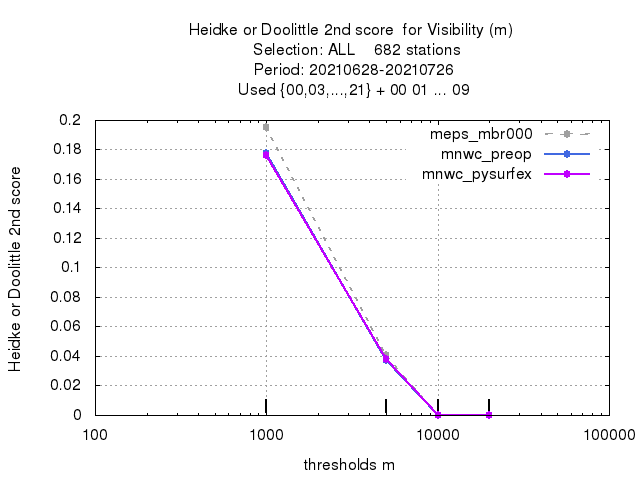 Heidke or Doolittle 2nd score  for Visibility (m)
Selection: ALL    682 stations
Period: 20210628-20210726
Used {00,03,...,21} + 00 01 ... 09
Heidke or Doolittle 2nd score
0.2
0.18
0.16
0.14
0.12
0.1
0.08
0.06
0.04
0.02
0
meps_mbr000
mnwc_preop
mnwc_pysurfex
100 1000 10000 100000
thresholds m